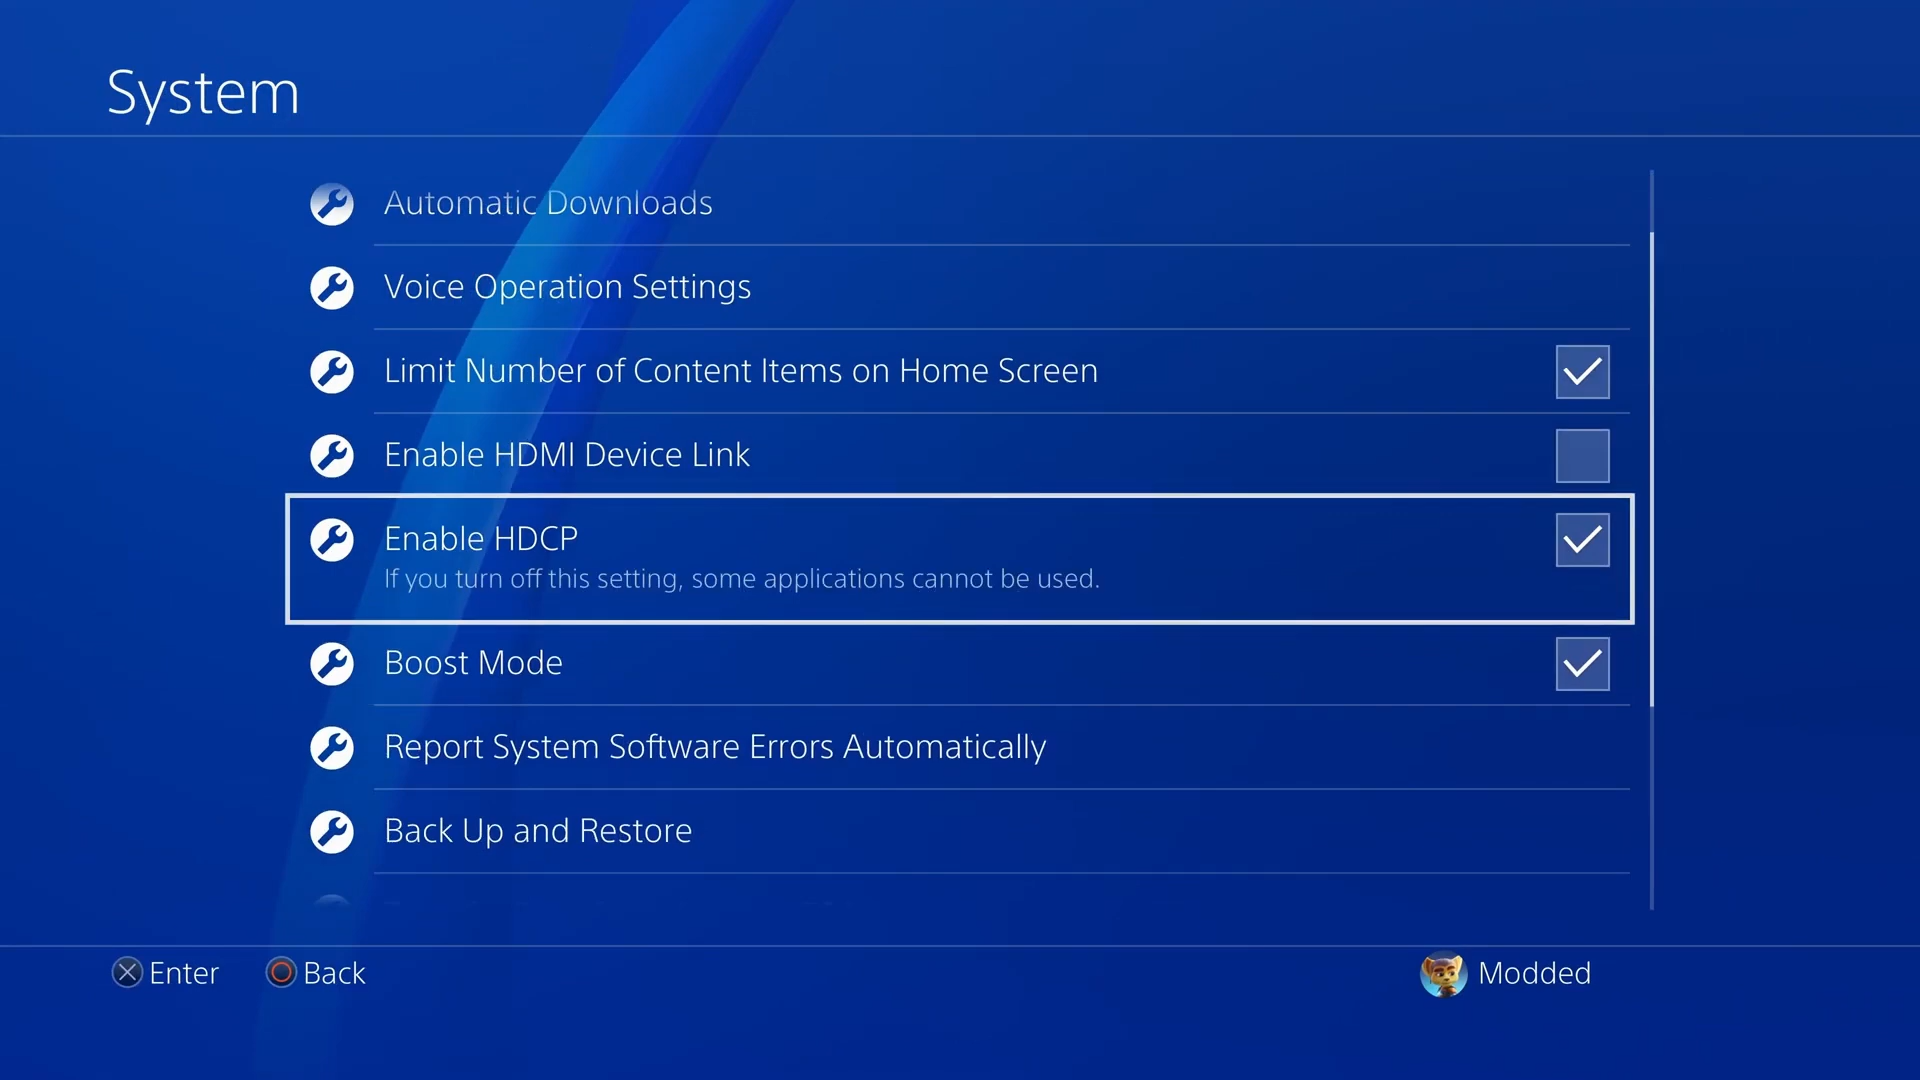 System
Automatic Downloads
Voice Operation Settings
Limit Number of Content Items on Home Screen
Enable HDMI Device Link
Enable HDCP
If you turn off this setting, some applications cannot be used.
Boost Mode
Report System Software Errors Automatically
Back Up and Restore
Enter Back Modded